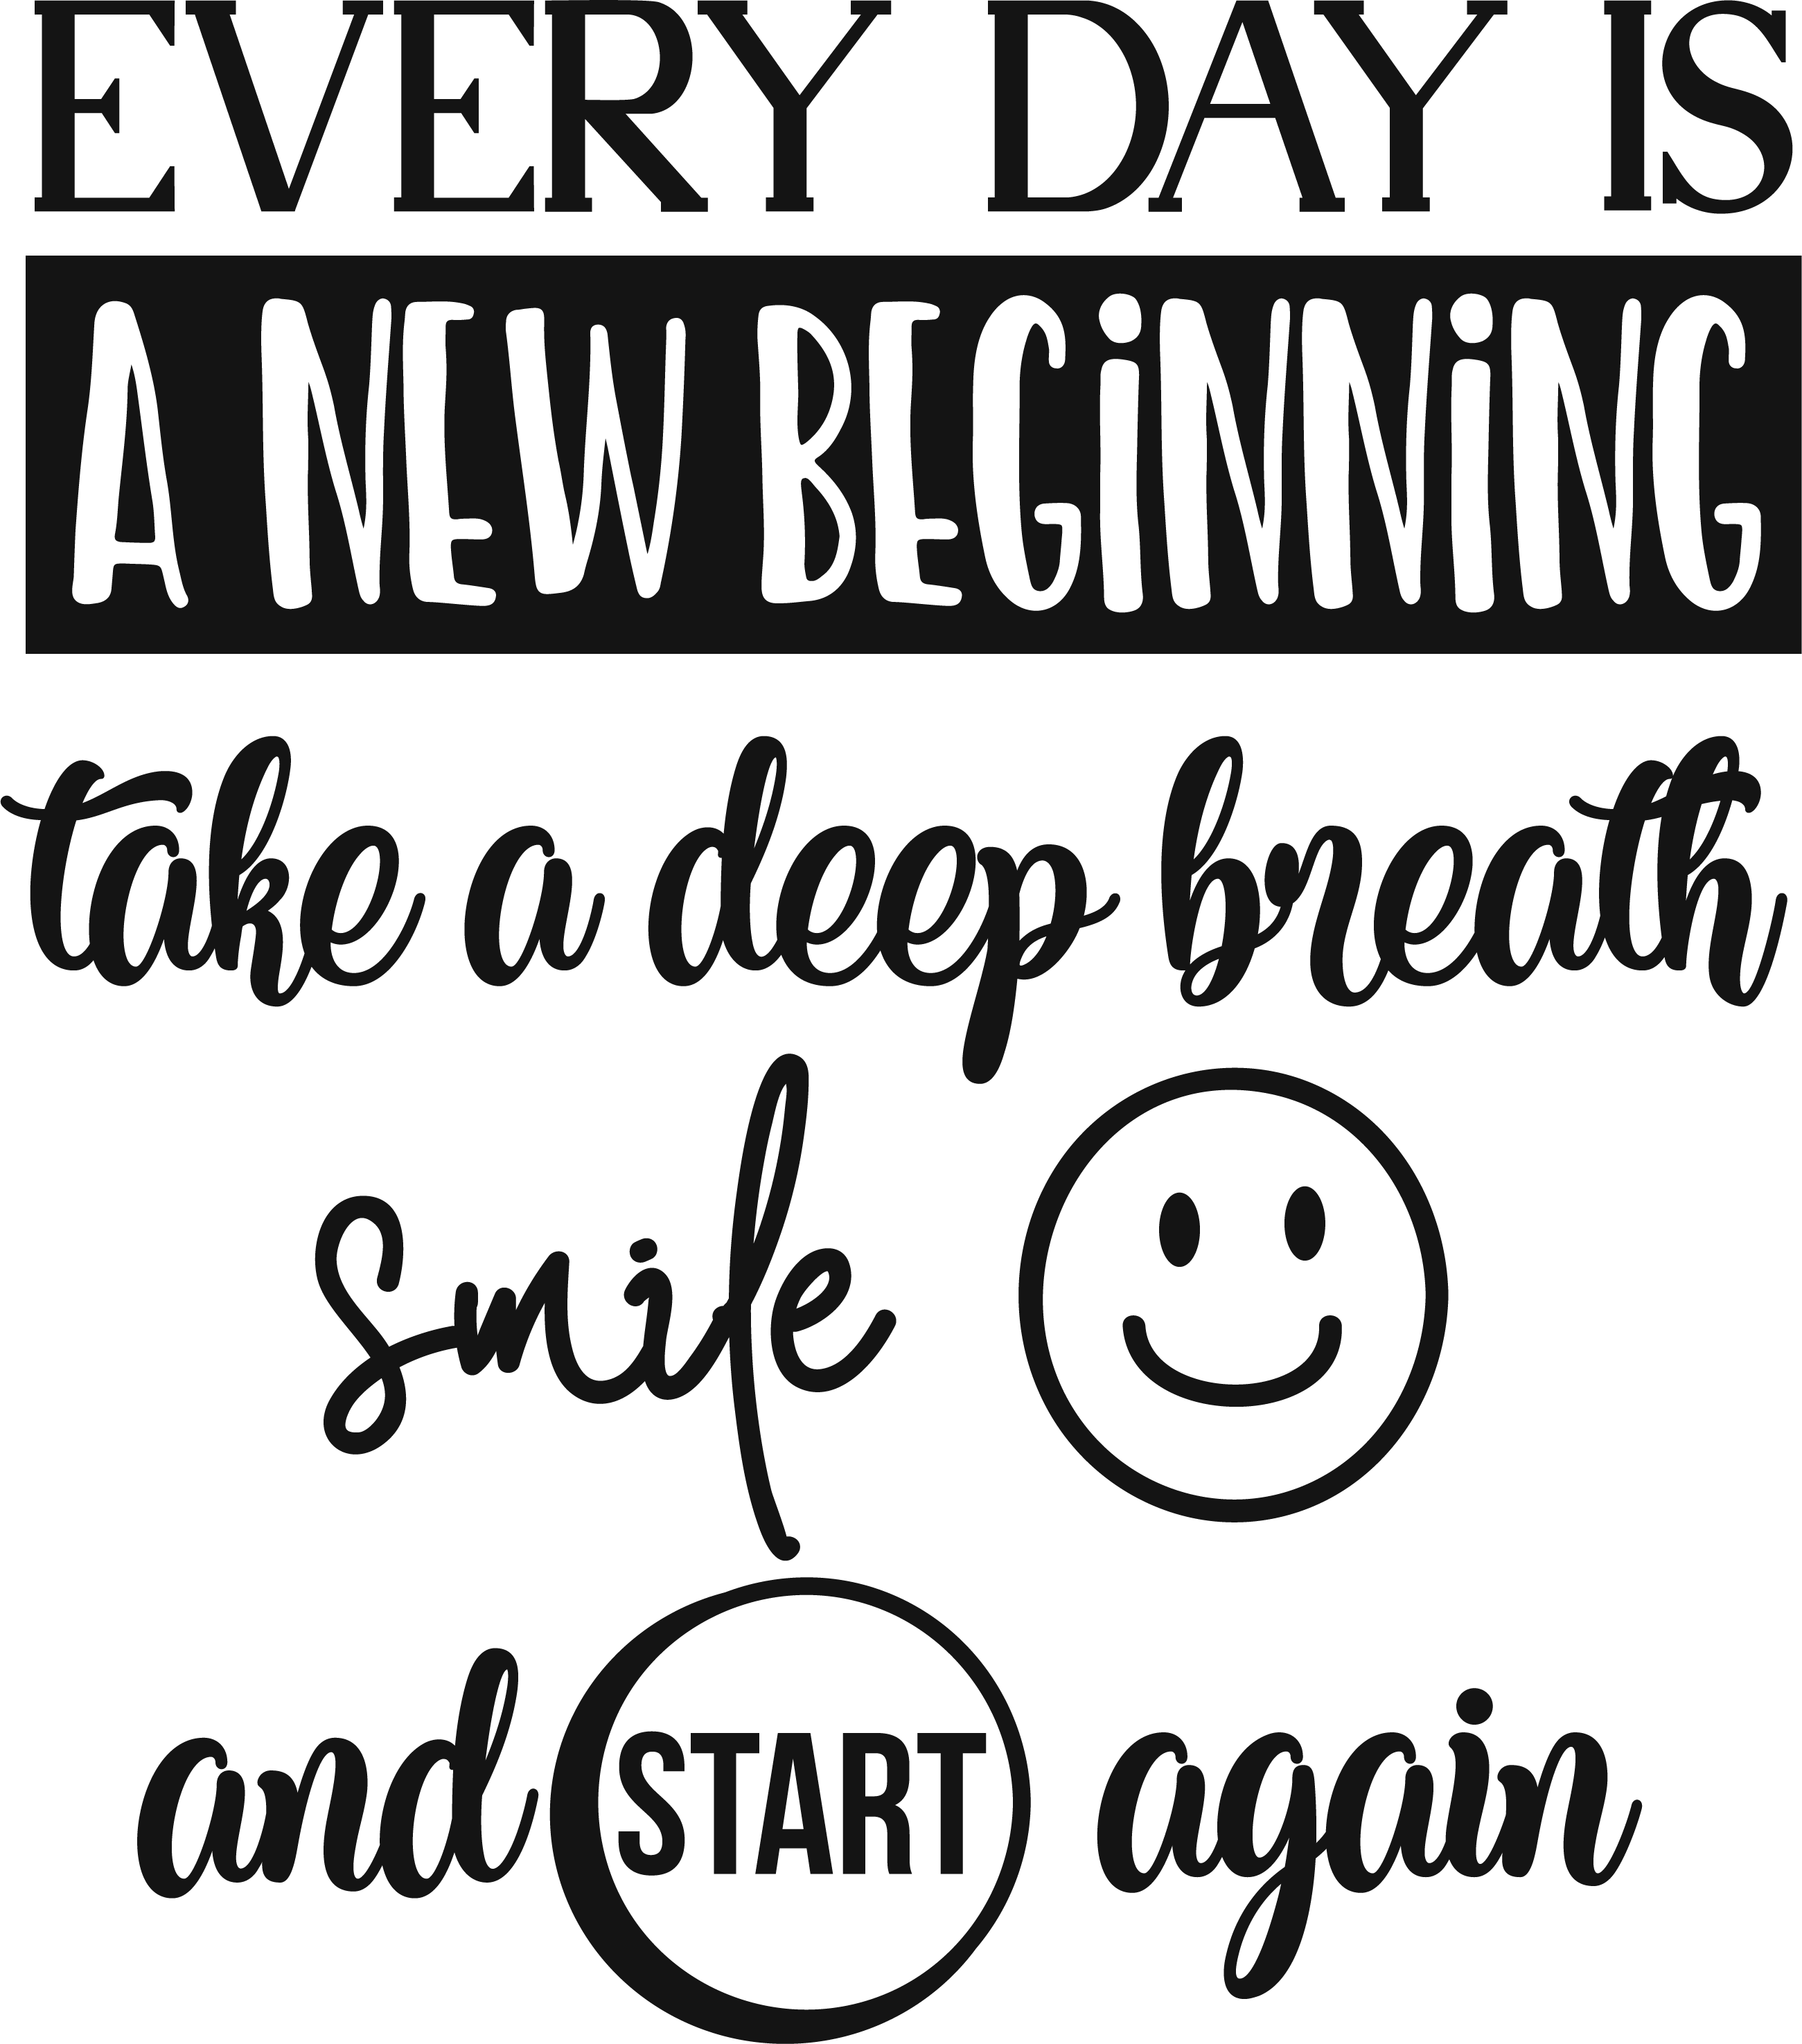 EVERY DAY IS
A NEW BEGiNNiNG
take a deep breath
smile
and START again